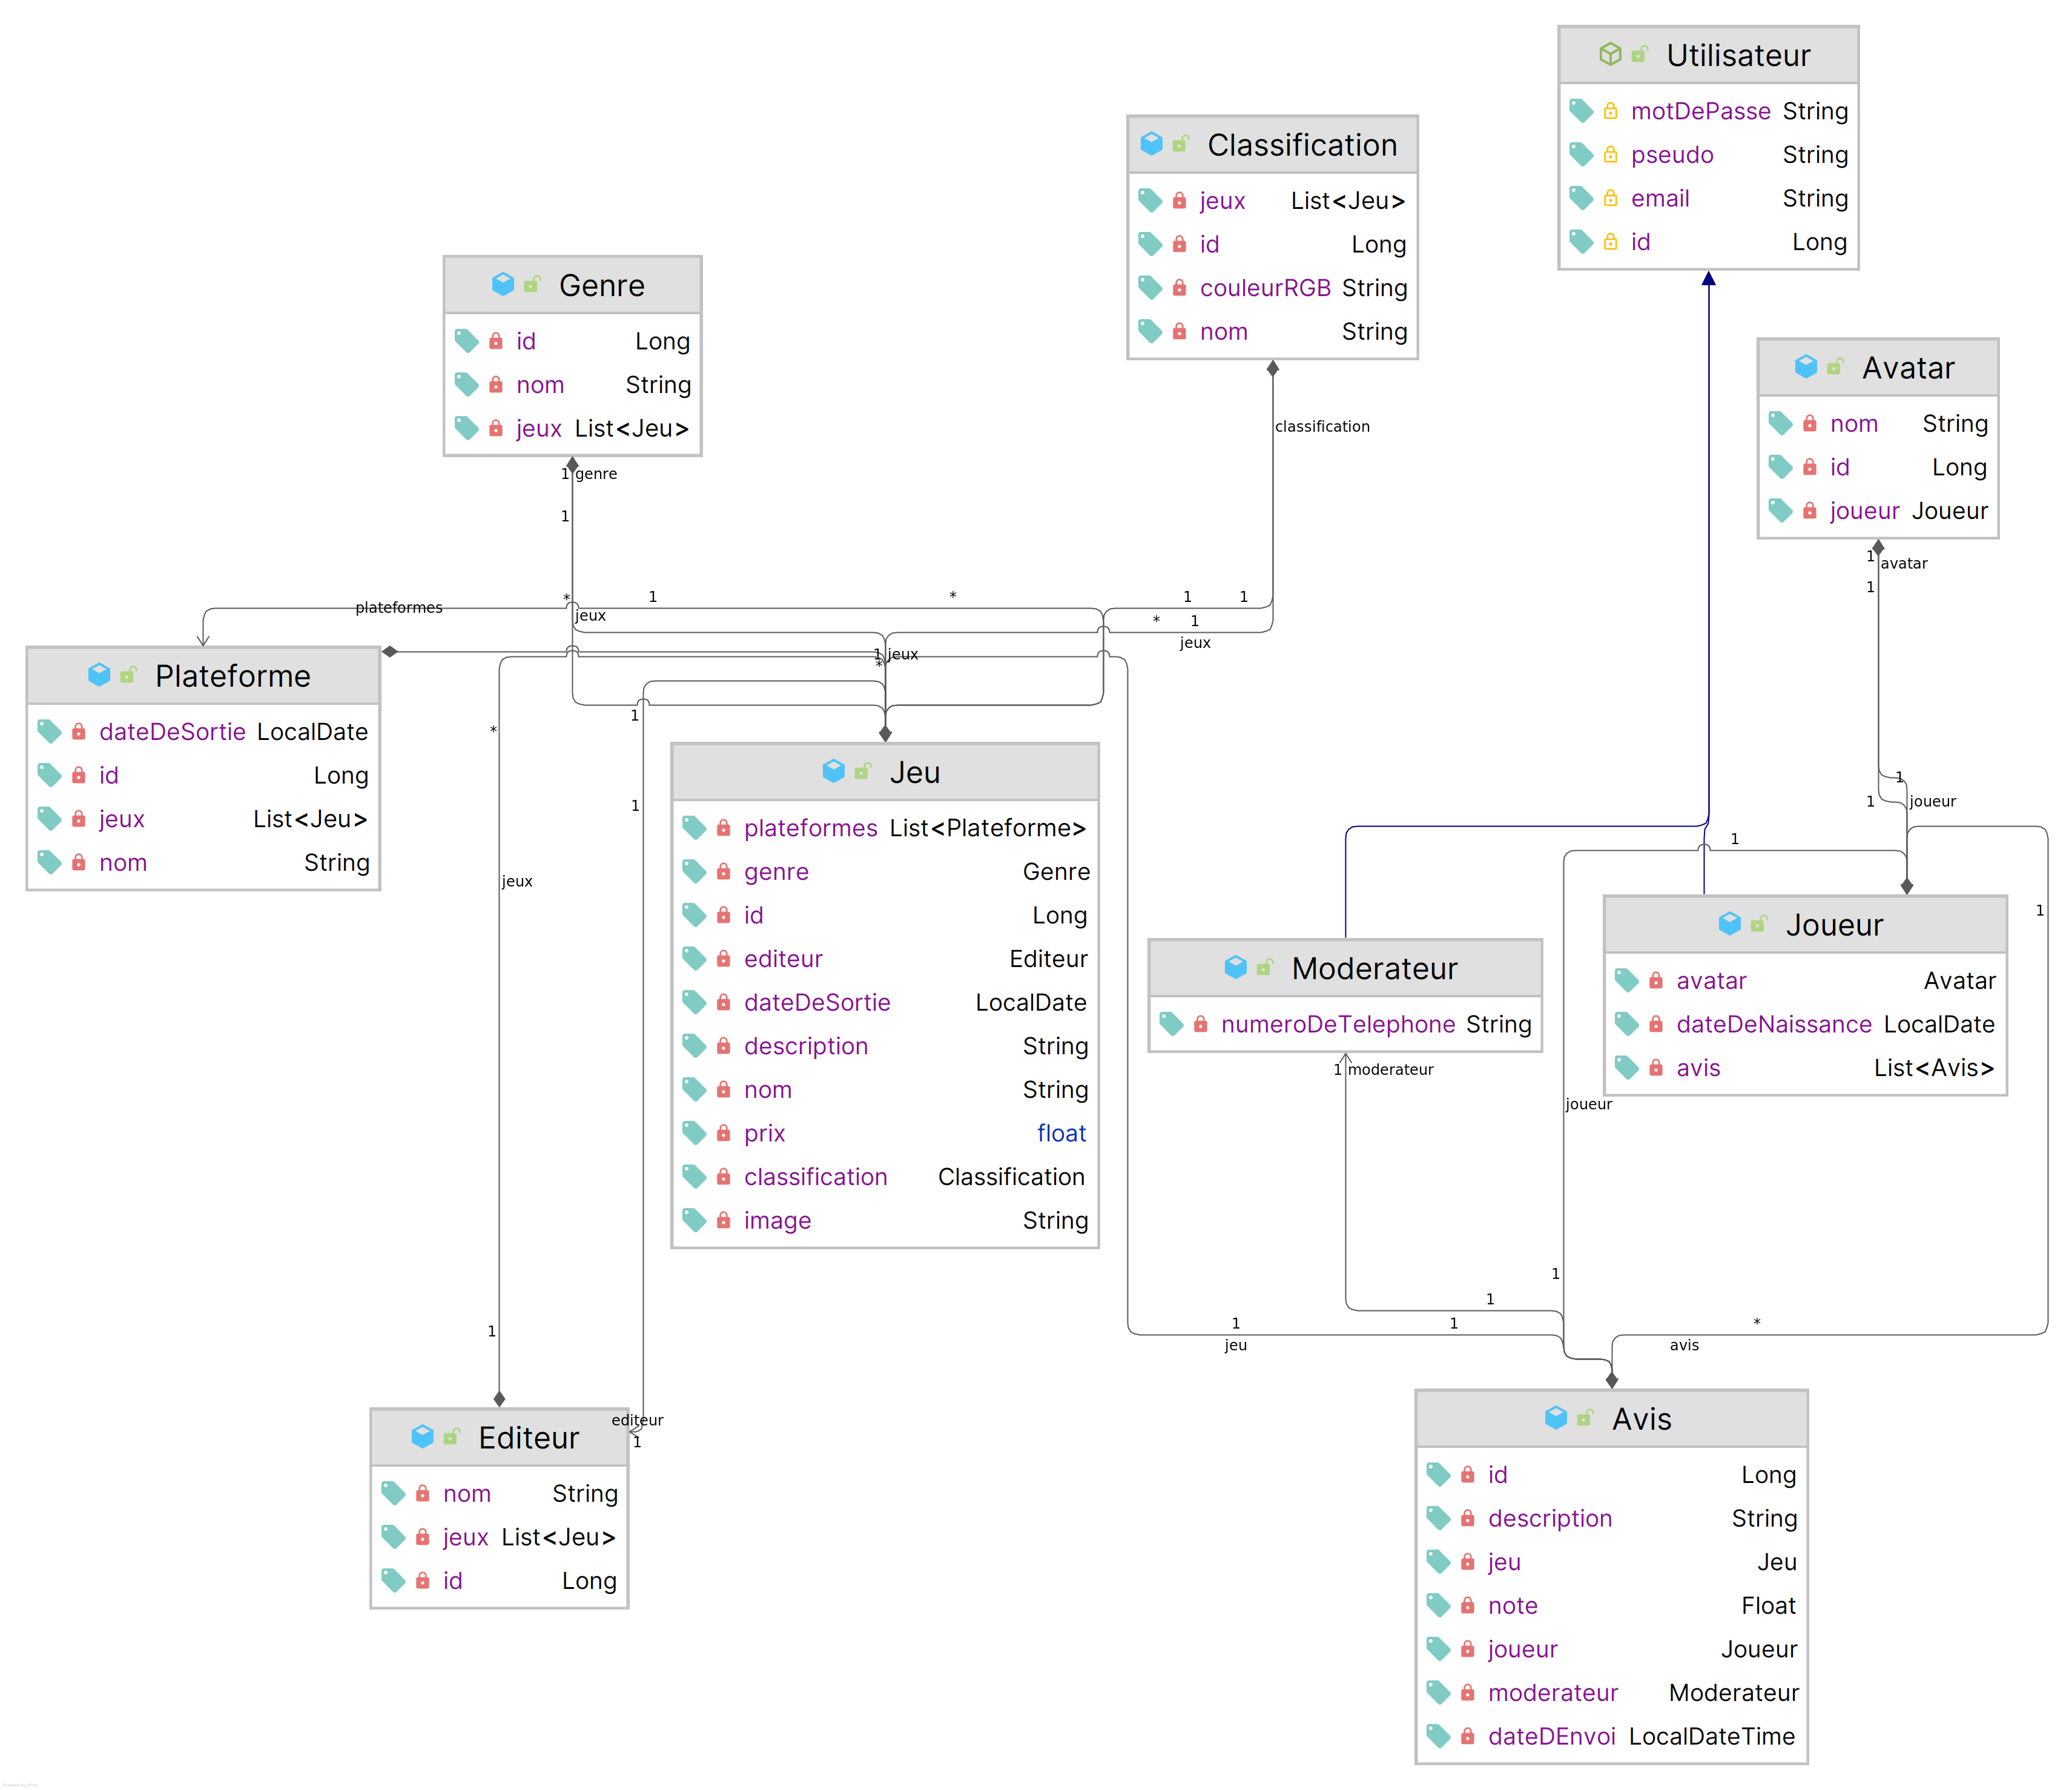 Utilisateur
motDePasse String
pseudo String
email String
id Long
Classification
jeux List<Jeu>
id Long
couleurRGB String
nom String
Genre
id Long
nom String
jeux List<Jeu>
Avatar
nom String
id Long
joueur Joueur
classification
1 genre
1
1
avatar
1
plateformes
*
1
*
1
1
jeux
*
1
jeux
1 jeux
*
Plateforme
dateDeSortie LocalDate
id Long
jeux List<Jeu>
nom String
1
*
1
jeux
Jeu
plateformes List<Plateforme>
genre Genre
id Long
editeur Editeur
dateDeSortie LocalDate
description String
nom String
prix float
classification Classification
image String
1
1 joueur
1
1
Moderateur
numeroDeTelephone String
1 moderateur
Joueur
avatar Avatar
dateDeNaissance LocalDate
avis List<Avis>
joueur
1
1
1
1
jeu
*
avis
1
editeur
1
Editeur
nom String
jeux List<Jeu>
id Long
Avis
id Long
description String
jeu Jeu
note Float
joueur Joueur
moderateur Moderateur
dateDEnvoi LocalDateTime